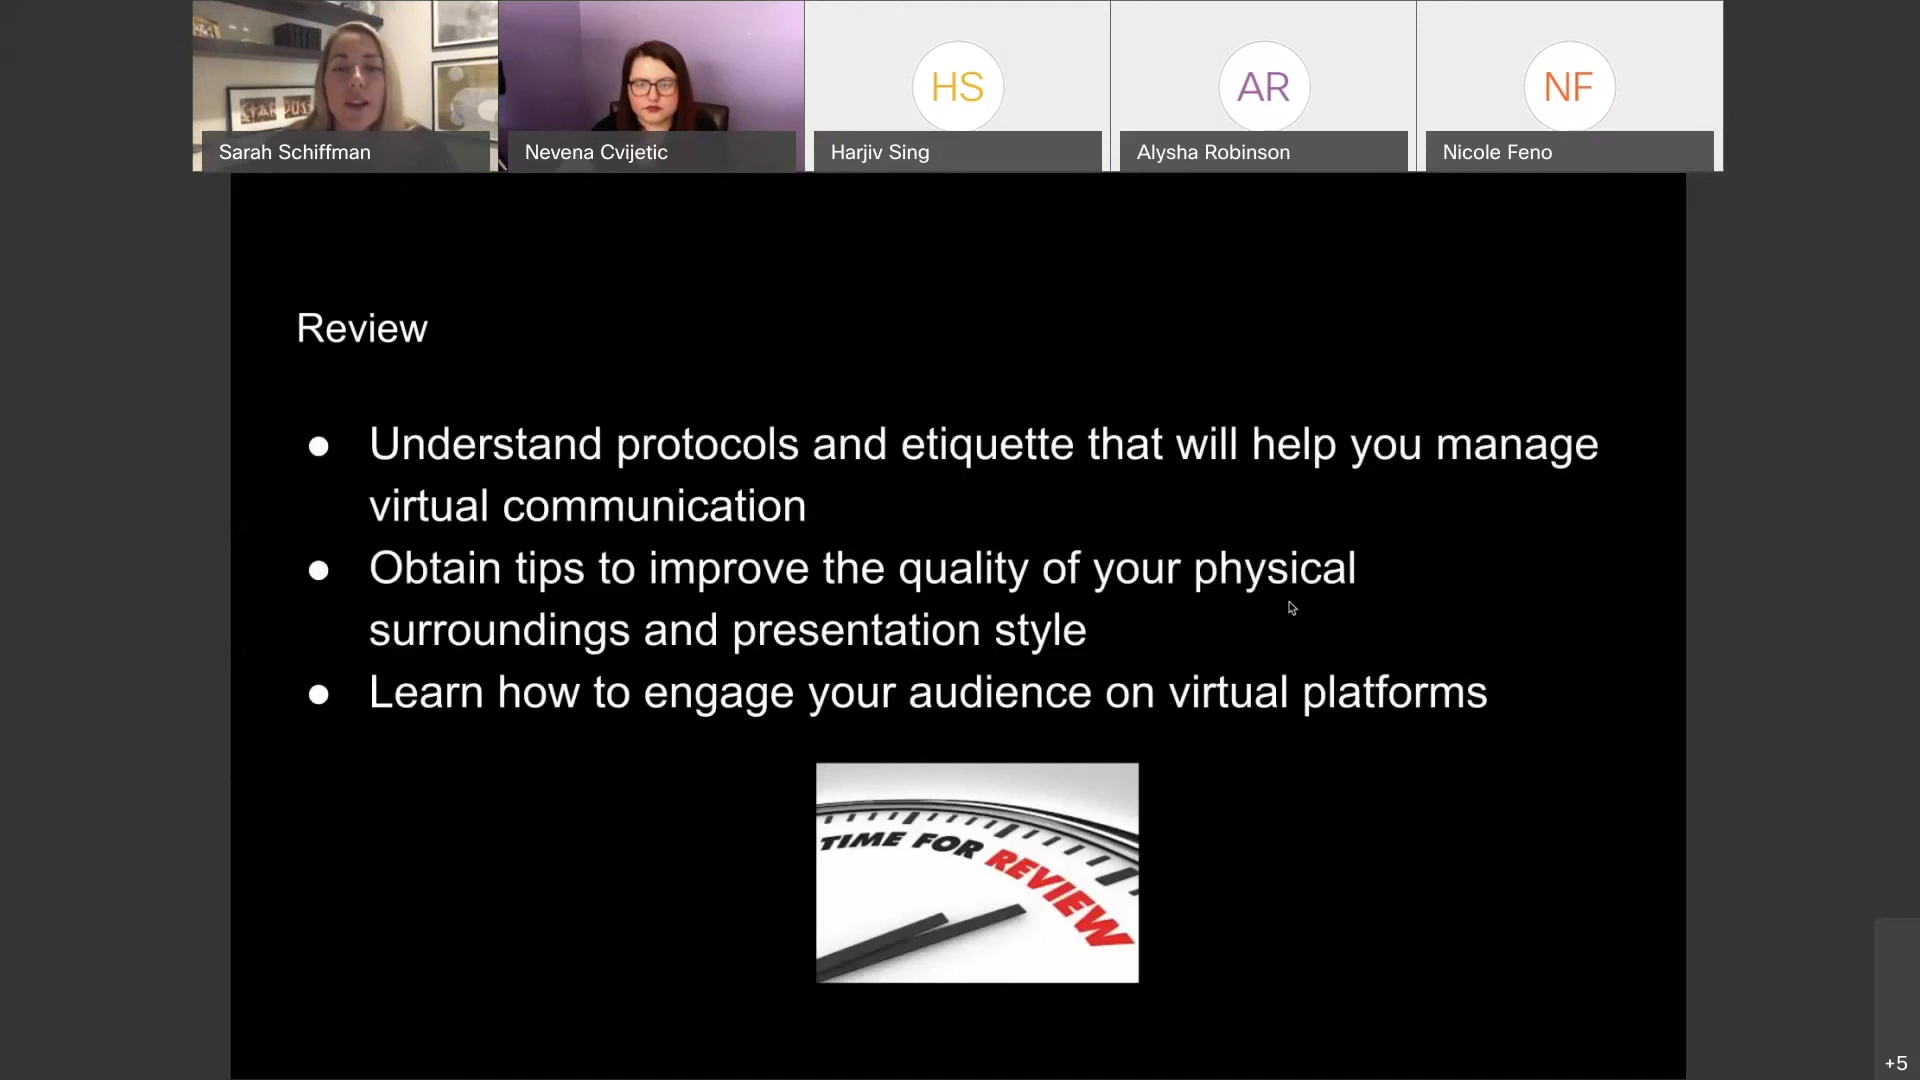 STARDUST
HS
AR
NF
Sarah Schiffman
Nevena Cvijetic
Harjiv Sing
Alysha Robinson
Nicole Feno
Review
● Understand protocols and etiquette that will help you manage
virtual communication
● Obtain tips to improve the quality of your physical
surroundings and presentation style
● Learn how to engage your audience on virtual platforms
TIME FOR REVIEW
+5